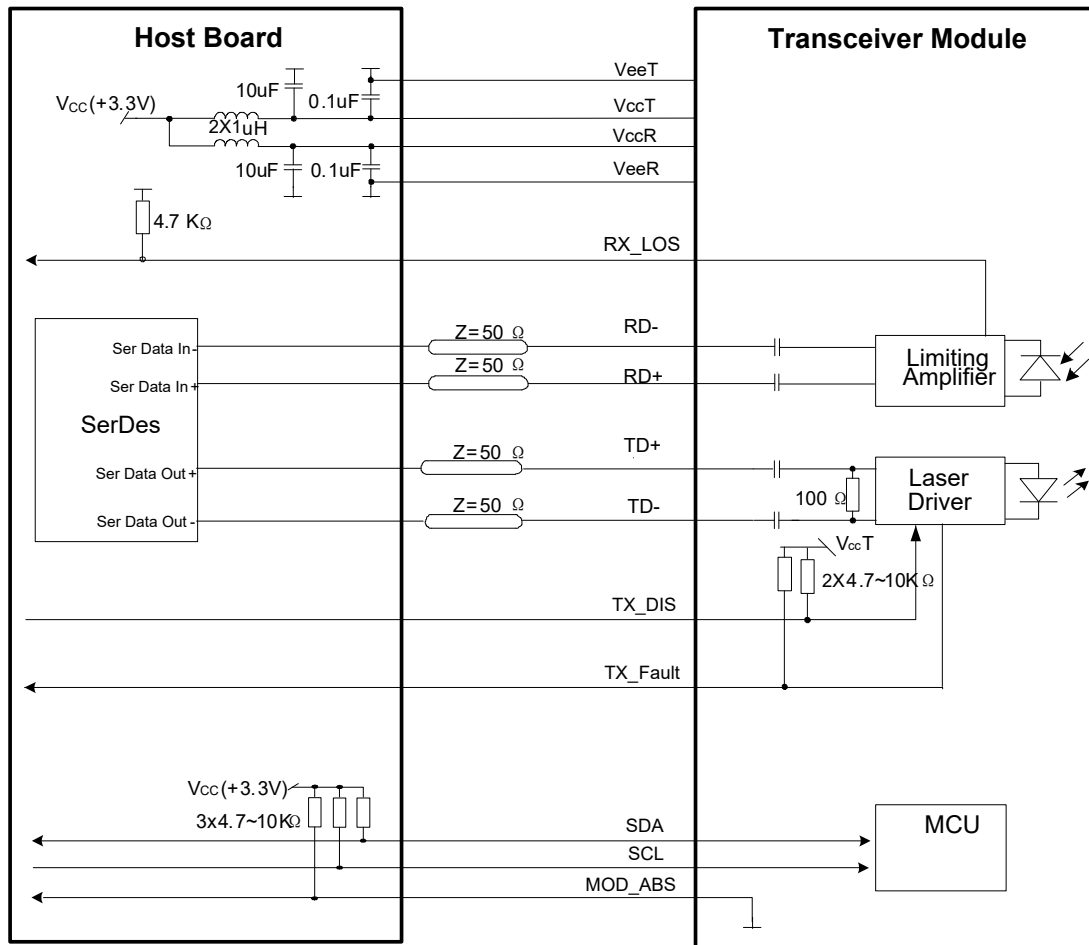 Host Board
Transceiver Module
VeeT
10uF
0.1uF
Vcc(+3.3V)
VccT
2X1uH
VccR
10uF
0.1uF
VeeR
4.7 KΩ
RX_LOS
Z=50 Ω
RD-
Ser Data In-
Z=50 Ω
Limiting
Amplifier
Ser Data In+
RD+
SerDes
Z=50 Ω
TD+
Ser Data Out+
Laser
Driver
Z=50 Ω
100 Ω
Ser Data Out -
TD-
VccT
2X4.7~10KΩ
TX_DIS
TX_Fault
Vcc(+3.3V)
3x4.7~10KΩ
SDA
MCU
SCL
MOD_ABS